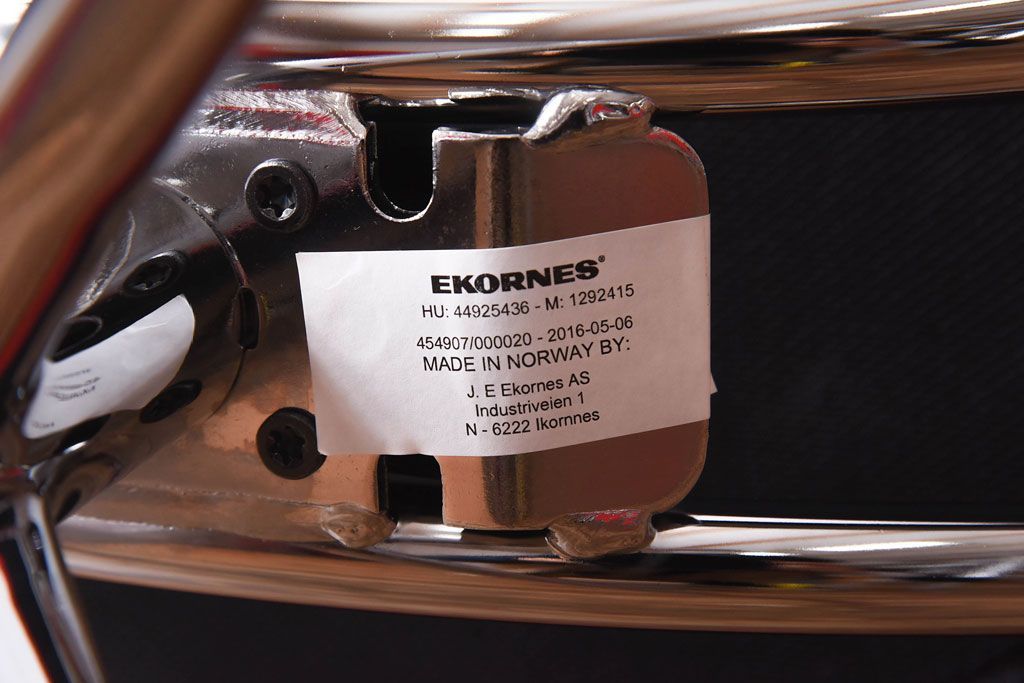 EKORNES®
HU: 44925436 - M: 1292415
454907/000020 - 2016-05-06
MADE IN NORWAY BY:
J. E Ekornes AS
Industriveien 1
N - 6222 Ikornnes